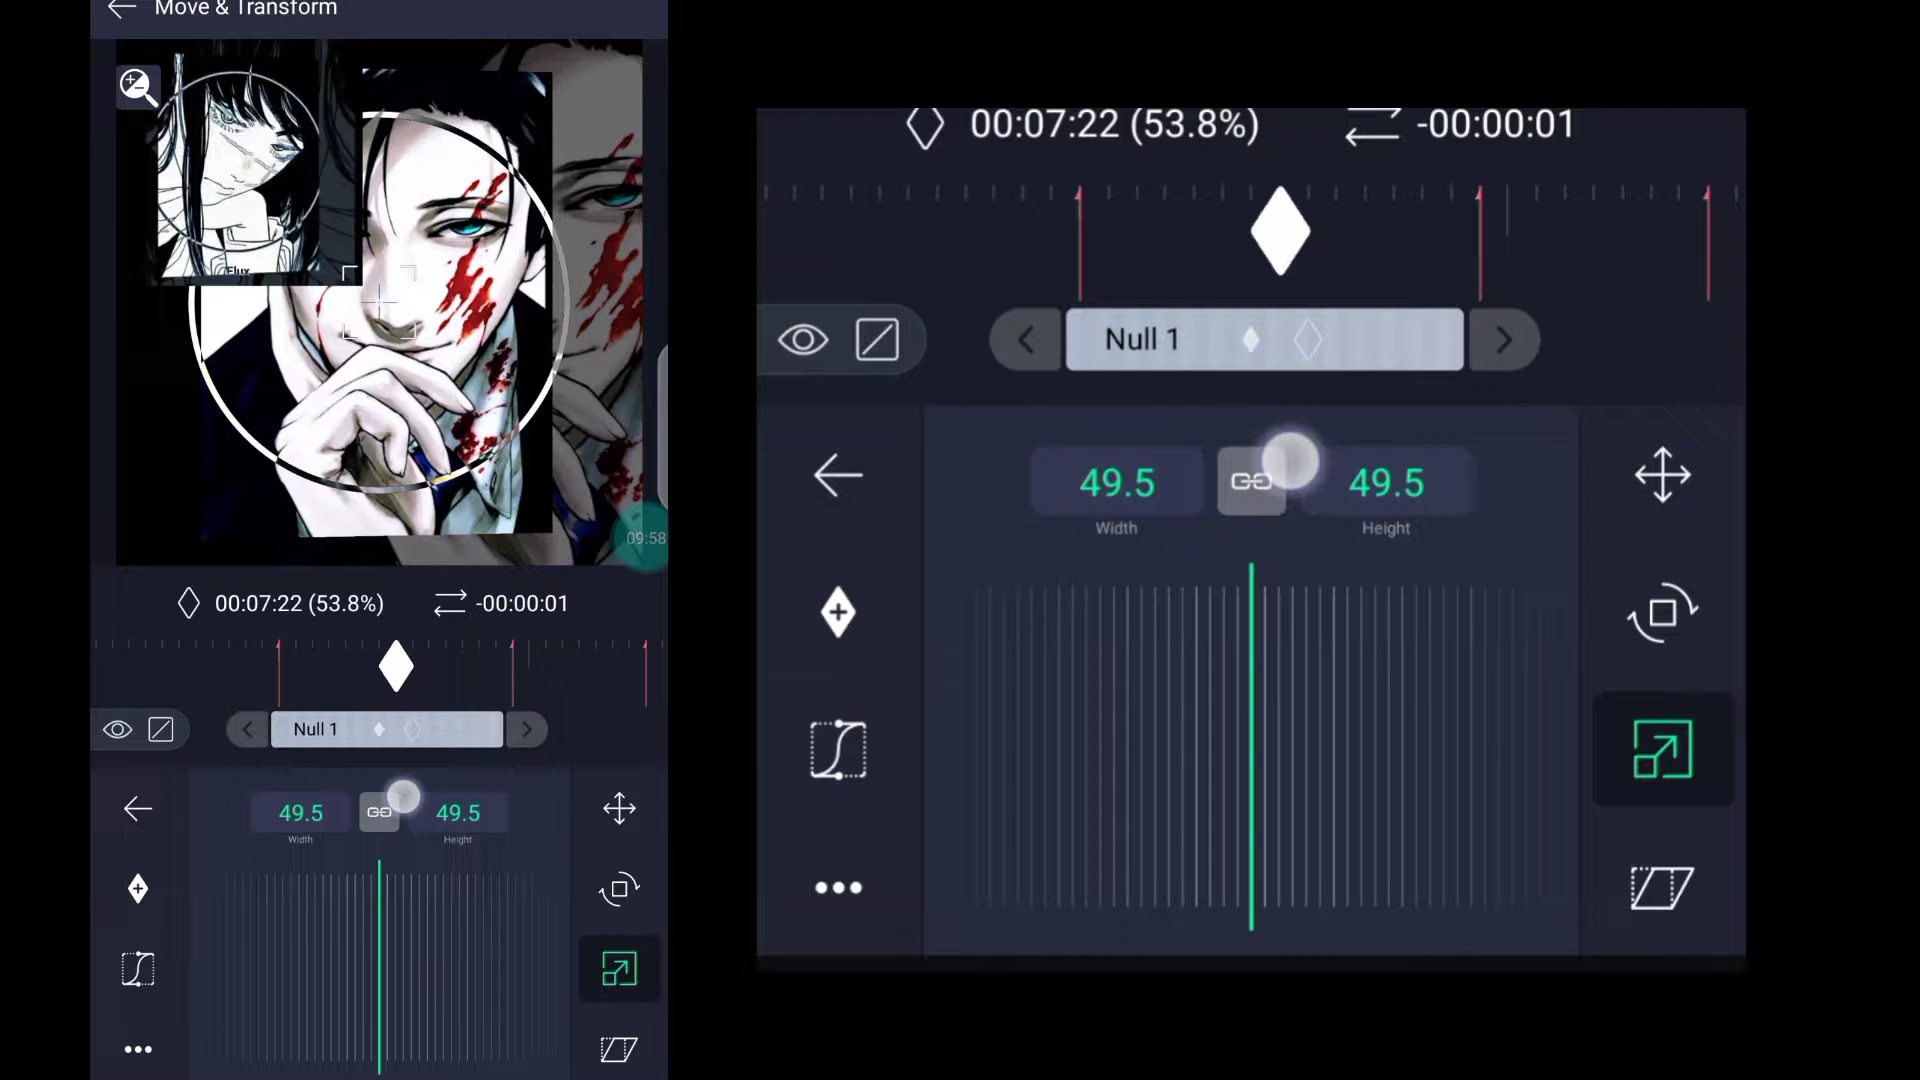 Move & Transform
Flux
09:58
00:07:22 (53.8%) -00:00:01
Null 1
49.5 49.5
Width Height
00:07:22 (53.8%) -00:00:01
Null 1
49.5 49.5
Width Height